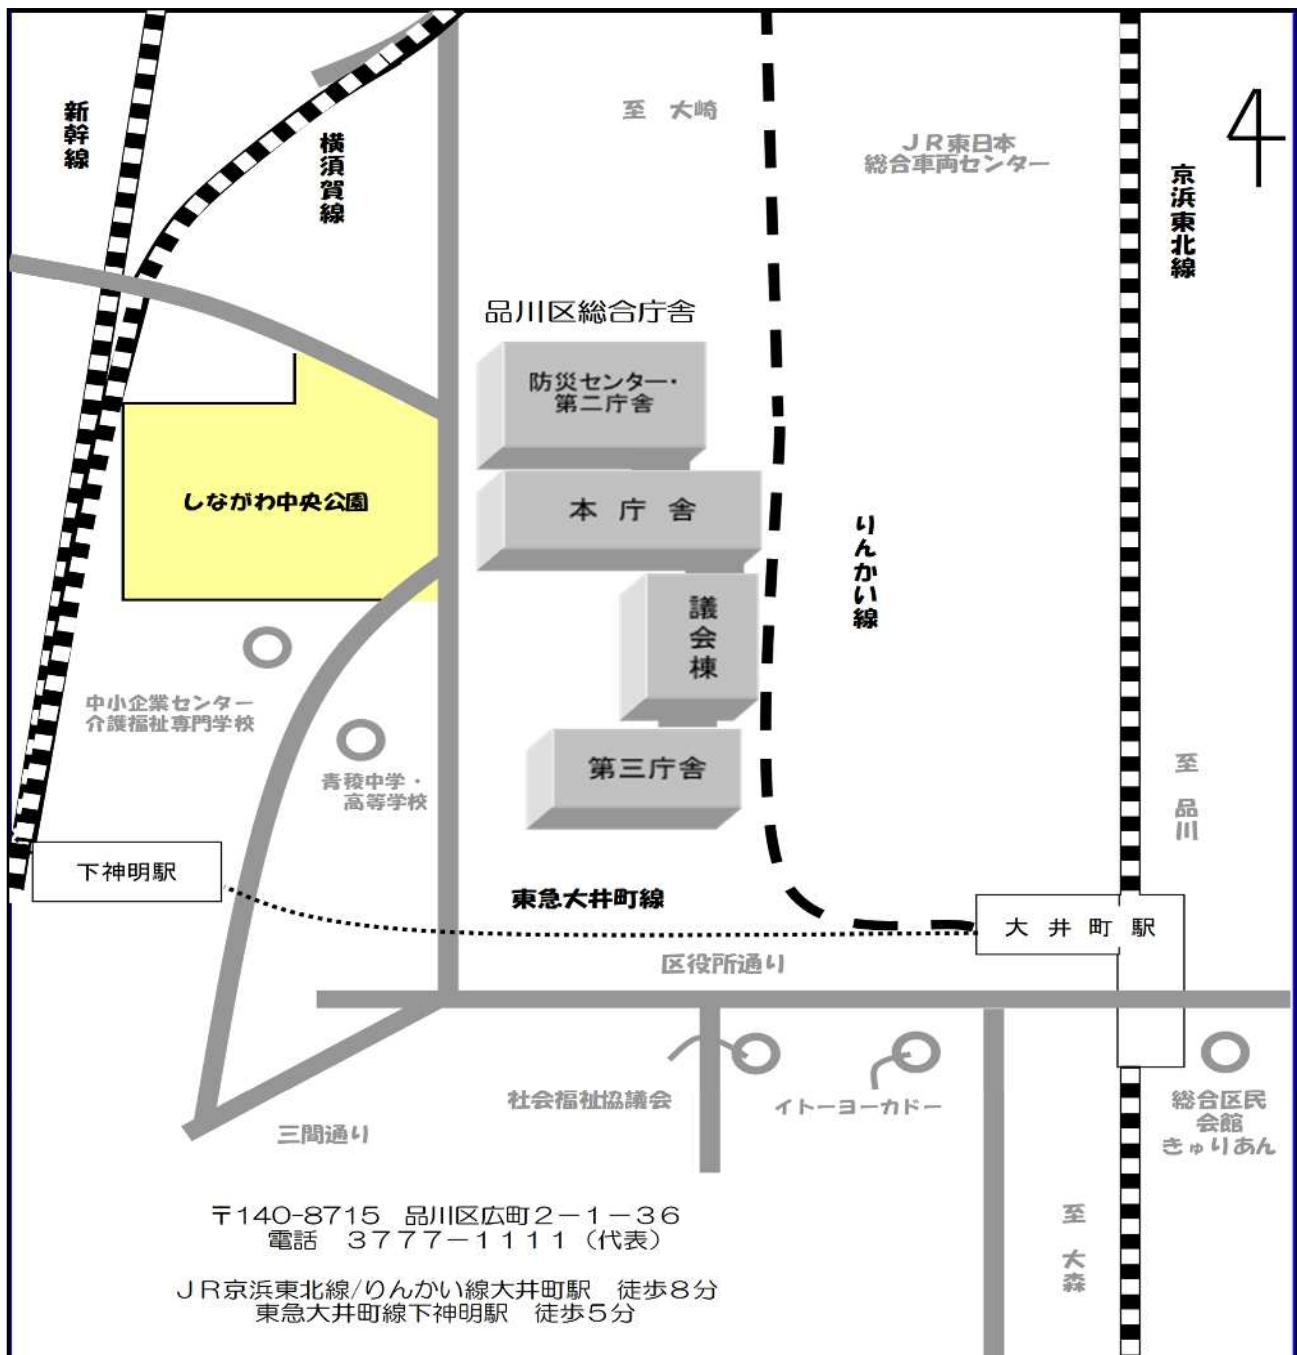 新幹線
横須賀線
至　大崎
ＪＲ東日本
総合車両センター
京浜東北線
品川区総合庁舎
防災センター・
第二庁舎
本　庁　舎
しながわ中央公園
りんかい線
議会棟
中小企業センター
介護福祉専門学校
青稜中学・
高等学校
第三庁舎
至　品川
下神明駅
東急大井町線
大　井　町　駅
区役所通り
社会福祉協議会
イトーヨーカドー
総合区民
会館
きゅりあん
三間通り
至　大森
〒140-8715　品川区広町２－１－３６
電話　３７７７－１１１１（代表）
ＪＲ京浜東北線/りんかい線大井町駅　徒歩８分
東急大井町線下神明駅　徒歩５分